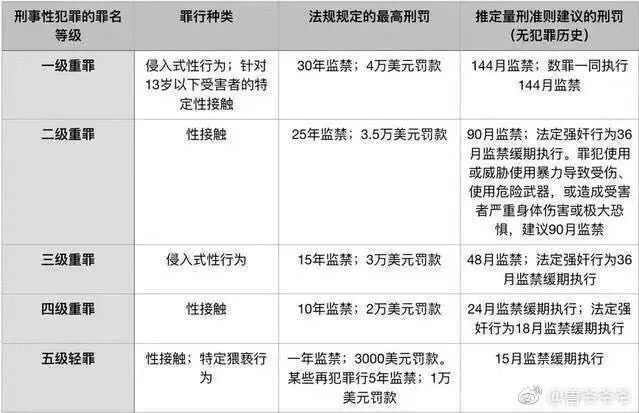 刑事性犯罪的罪名
等级
罪行种类
法规规定的最高刑罚
推定量刑准则建议的刑罚
（无犯罪历史）
一级重罪
侵入式性行为；针对
13岁以下受害者的特
定性接触
30年监禁；4万美元罚款
144月监禁；数罪一同执行
144月监禁
二级重罪
性接触
25年监禁；3.5万美元罚款
90月监禁；法定强奸行为36
月监禁缓期执行。罪犯使用
或威胁使用暴力导致受伤、
使用危险武器，或造成受害
者严重身体伤害或极大恐
惧，建议90月监禁
三级重罪
侵入式性行为
15年监禁；3万美元罚款
48月监禁；法定强奸行为36
月监禁缓期执行
四级重罪
性接触
10年监禁；2万美元罚款
24月监禁缓期执行；法定强
奸行为18月监禁缓期执行
五级轻罪
性接触；特定猥亵行
为
一年监禁；3000美元罚款。
某些再犯罪行5年监禁；1万
美元罚款
15月监禁缓期执行
@曹爷爷爷